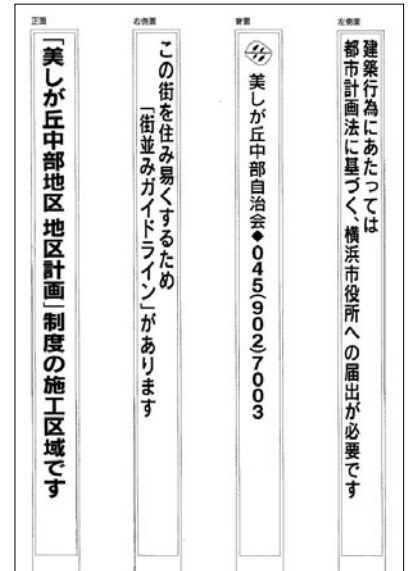 正面
「美しが丘中部地区 地区計画」制度の施工区域です
右側面
この街を住み易くするため
「街並みガイドライン」があります
背面
美しが丘中部自治会◆045(902)7003
左側面
建築行為にあたっては
都市計画法に基づく、横浜市役所への届出が必要です